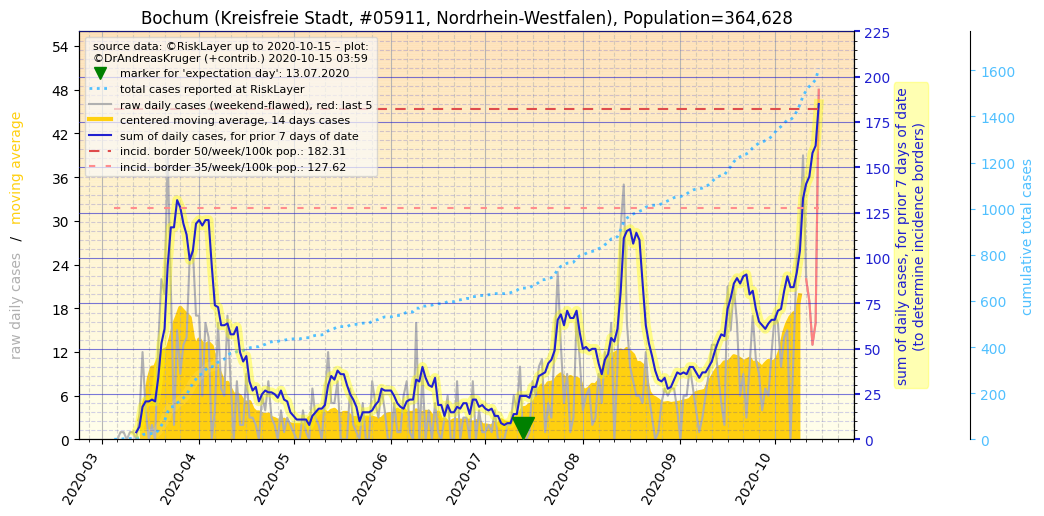 Bochum (Kreisfreie Stadt, #05911, Nordrhein-Westfalen), Population=364,628
source data: ©RiskLayer up to 2020-10-15 – plot:
©DrAndreasKruger (+contrib.) 2020-10-15 03:59
marker for 'expectation day': 13.07.2020
total cases reported at RiskLayer
raw daily cases (weekend-flawed), red: last 5
centered moving average, 14 days cases
sum of daily cases, for prior 7 days of date
incid. border 50/week/100k pop.: 182.31
incid. border 35/week/100k pop.: 127.62
raw daily cases / moving average
54
48
42
36
30
24
18
12
6
0
2020-03
2020-04
2020-05
2020-06
2020-07
2020-08
2020-09
2020-10
225
200
175
150
125
100
75
50
25
0
sum of daily cases, for prior 7 days of date
(to determine incidence borders)
1600
1400
1200
1000
800
600
400
200
0
cumulative total cases